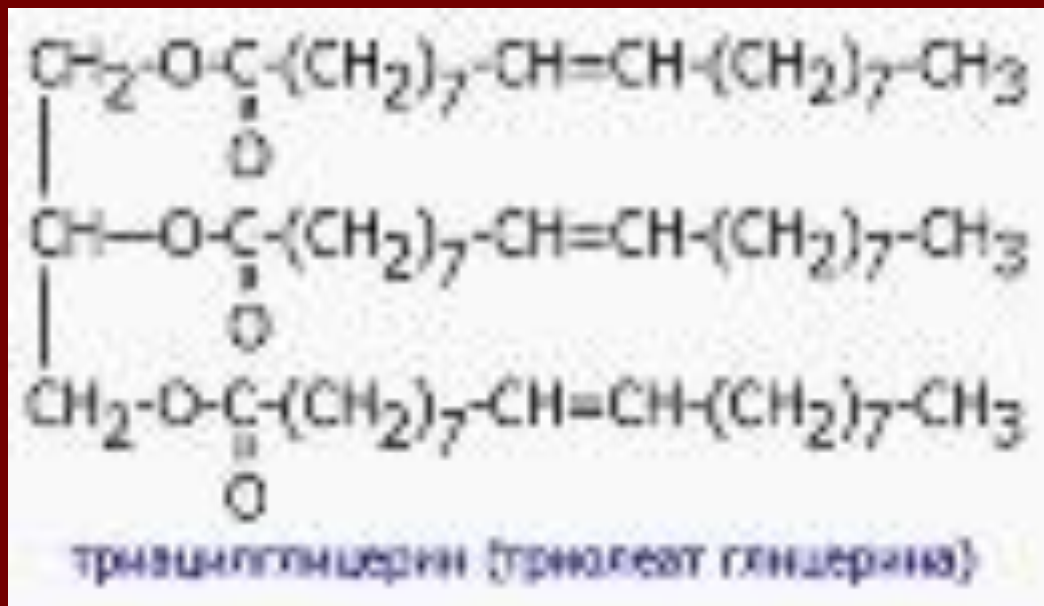 CH₂-O-C-(CH₂)₇-CH=CH-(CH₂)₇-CH₃
O
CH—O-C-(CH₂)₇-CH=CH-(CH₂)₇-CH₃
O
CH₂-O-C-(CH₂)₇-CH=CH-(CH₂)₇-CH₃
O
триацилглицерин (триолеат глицерина)